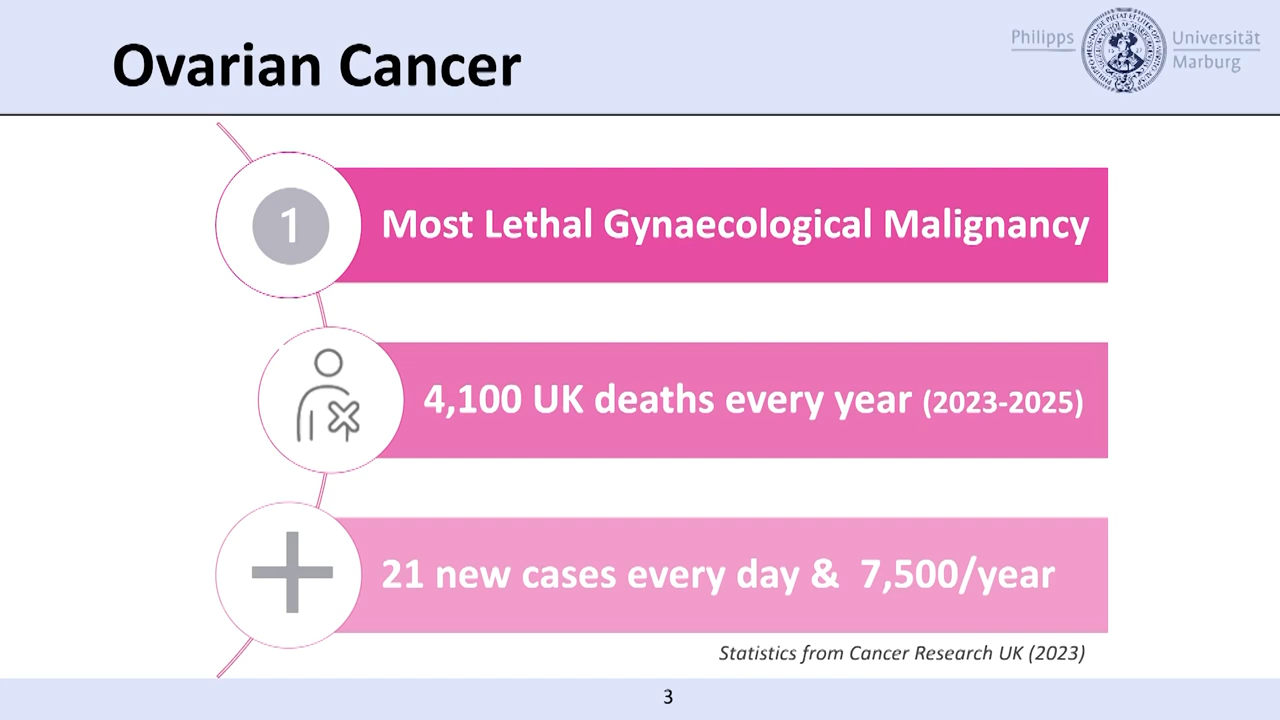 Ovarian Cancer
Philipps Universität
Marburg
1
Most Lethal Gynaecological Malignancy
4,100 UK deaths every year (2023-2025)
21 new cases every day & 7,500/year
Statistics from Cancer Research UK (2023)
3